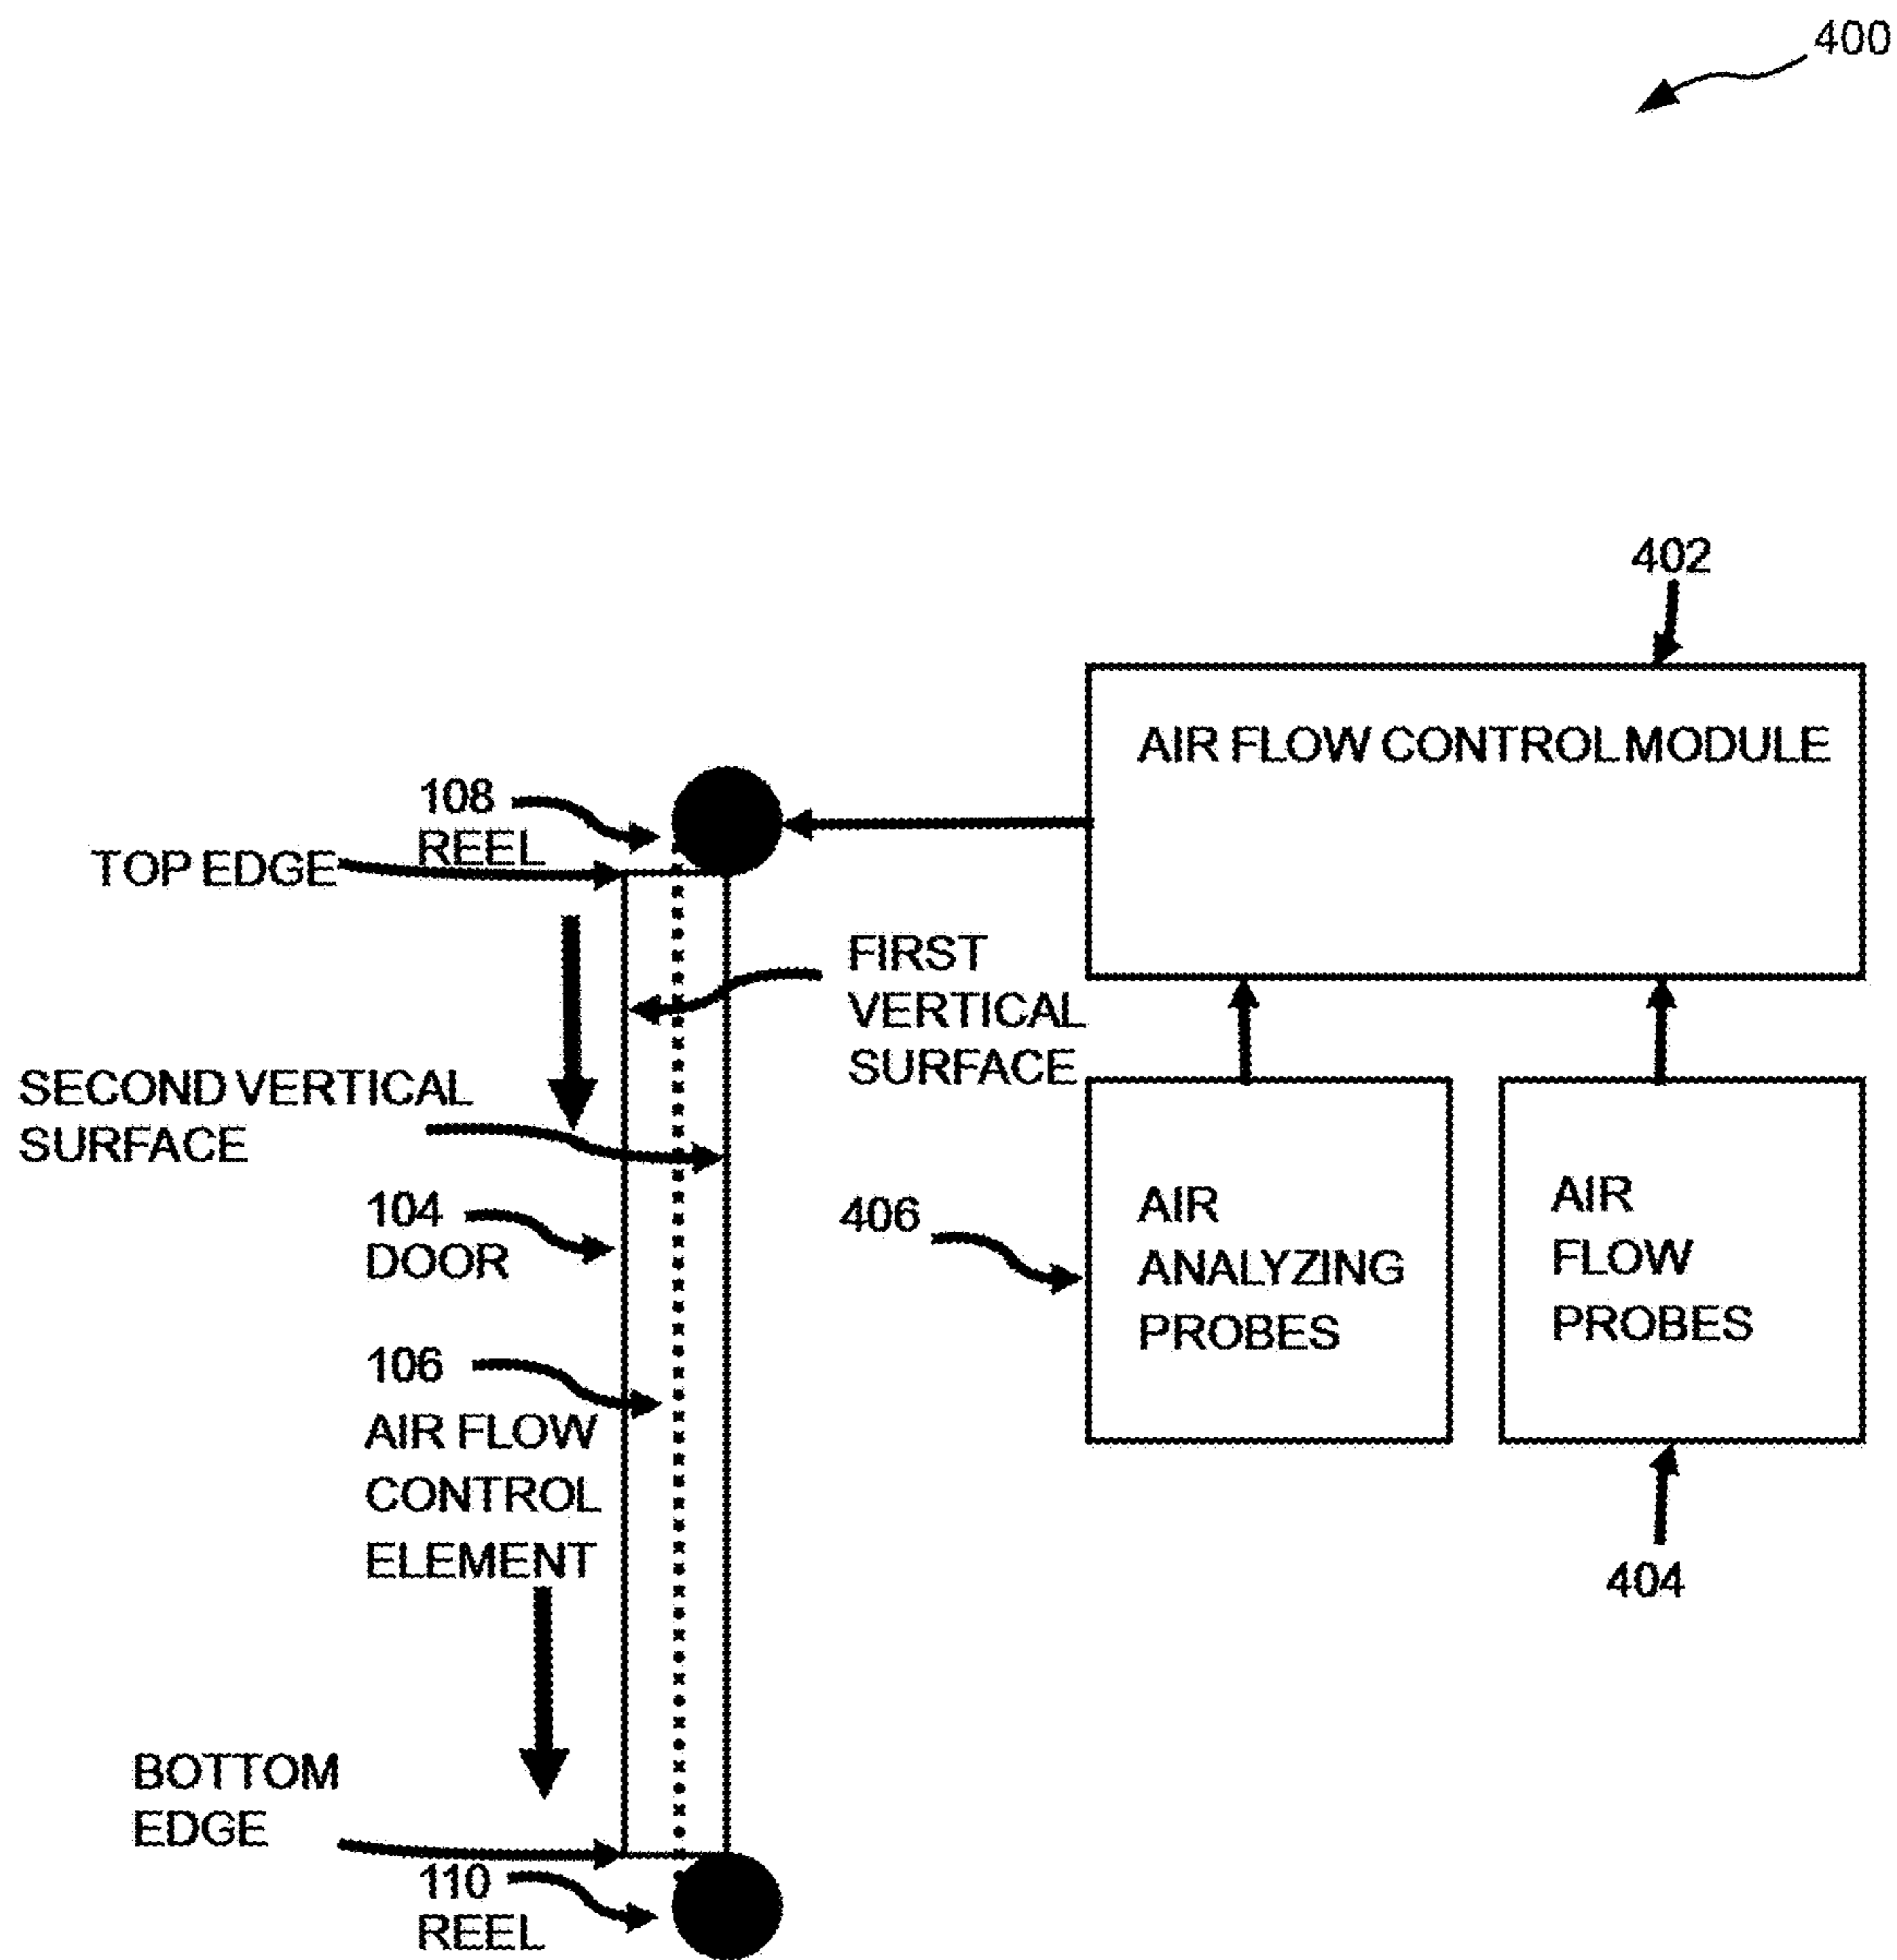 400
402
AIR FLOW CONTROL MODULE
108
REEL
TOP EDGE
FIRST
VERTICAL
SURFACE
SECOND VERTICAL
SURFACE
104
DOOR
406
AIR
ANALYZING
PROBES
AIR
FLOW
PROBES
106
AIR FLOW
CONTROL
ELEMENT
404
BOTTOM
EDGE
110
REEL